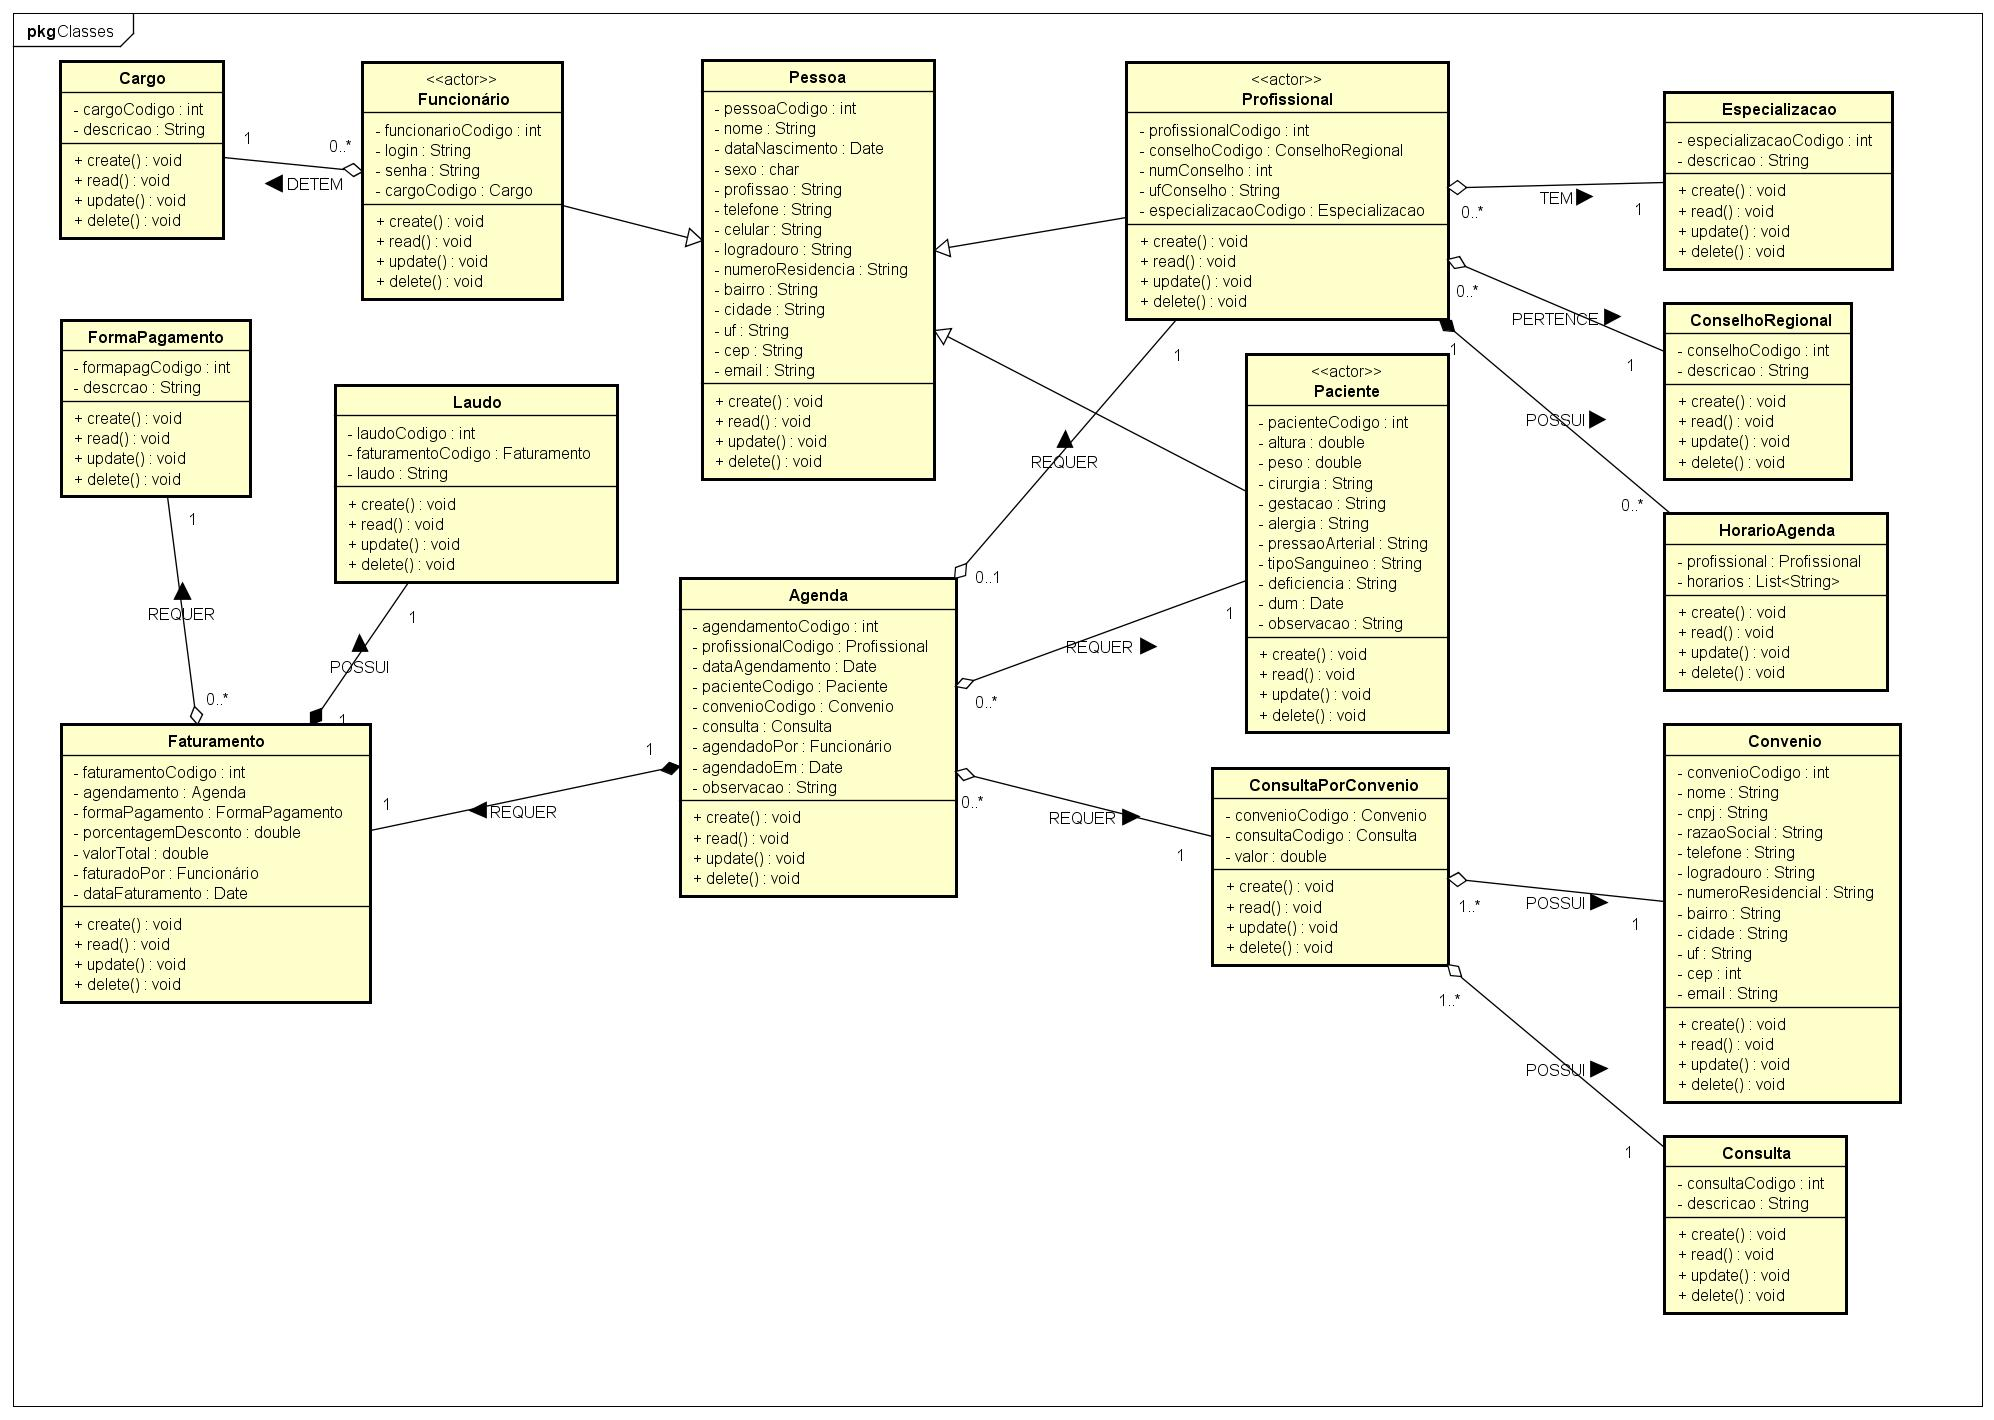 pkg Classes
Cargo
- cargoCodigo : int
- descricao : String
+ create() : void
+ read() : void
+ update() : void
+ delete() : void
1
0..*
DETEM
<<actor>>
Funcionário
- funcionarioCodigo : int
- login : String
- senha : String
- cargoCodigo : Cargo
+ create() : void
+ read() : void
+ update() : void
+ delete() : void
Pessoa
- pessoaCodigo : int
- nome : String
- dataNascimento : Date
- sexo : char
- profissao : String
- telefone : String
- celular : String
- logradouro : String
- numeroResidencia : String
- bairro : String
- cidade : String
- uf : String
- cep : String
- email : String
+ create() : void
+ read() : void
+ update() : void
+ delete() : void
<<actor>>
Profissional
- profissionalCodigo : int
- conselhoCodigo : ConselhoRegional
- numConselho : int
- ufConselho : String
- especializacaoCodigo : Especializacao
+ create() : void
+ read() : void
+ update() : void
+ delete() : void
0..*
TEM
1
Especializacao
- especializacaoCodigo : int
- descricao : String
+ create() : void
+ read() : void
+ update() : void
+ delete() : void
0..*
PERTENCE
1
ConselhoRegional
- conselhoCodigo : int
- descricao : String
+ create() : void
+ read() : void
+ update() : void
+ delete() : void
1
POSSUI
0..*
HorarioAgenda
- profissional : Profissional
- horarios : List<String>
+ create() : void
+ read() : void
+ update() : void
+ delete() : void
FormaPagamento
- formapagCodigo : int
- descrcao : String
+ create() : void
+ read() : void
+ update() : void
+ delete() : void
1
REQUER
0..*
Laudo
- laudoCodigo : int
- faturamentoCodigo : Faturamento
- laudo : String
+ create() : void
+ read() : void
+ update() : void
+ delete() : void
1
POSSUI
1
1
REQUER
0..1
<<actor>>
Paciente
- pacienteCodigo : int
- altura : double
- peso : double
- cirurgia : String
- gestacao : String
- alergia : String
- pressaoArterial : String
- tipoSanguineo : String
- deficiencia : String
- dum : Date
- observacao : String
+ create() : void
+ read() : void
+ update() : void
+ delete() : void
1
REQUER
0..*
Agenda
- agendamentoCodigo : int
- profissionalCodigo : Profissional
- dataAgendamento : Date
- pacienteCodigo : Paciente
- convenioCodigo : Convenio
- consulta : Consulta
- agendadoPor : Funcionário
- agendadoEm : Date
- observacao : String
+ create() : void
+ read() : void
+ update() : void
+ delete() : void
1
REQUER
1
Faturamento
- faturamentoCodigo : int
- agendamento : Agenda
- formaPagamento : FormaPagamento
- porcentagemDesconto : double
- valorTotal : double
- faturadoPor : Funcionário
- dataFaturamento : Date
+ create() : void
+ read() : void
+ update() : void
+ delete() : void
0..*
REQUER
1
ConsultaPorConvenio
- convenioCodigo : Convenio
- consultaCodigo : Consulta
- valor : double
+ create() : void
+ read() : void
+ update() : void
+ delete() : void
1..*
POSSUI
1
Convenio
- convenioCodigo : int
- nome : String
- cnpj : String
- razaoSocial : String
- telefone : String
- logradouro : String
- numeroResidencial : String
- bairro : String
- cidade : String
- uf : String
- cep : int
- email : String
+ create() : void
+ read() : void
+ update() : void
+ delete() : void
1..*
POSSUI
1
Consulta
- consultaCodigo : int
- descricao : String
+ create() : void
+ read() : void
+ update() : void
+ delete() : void